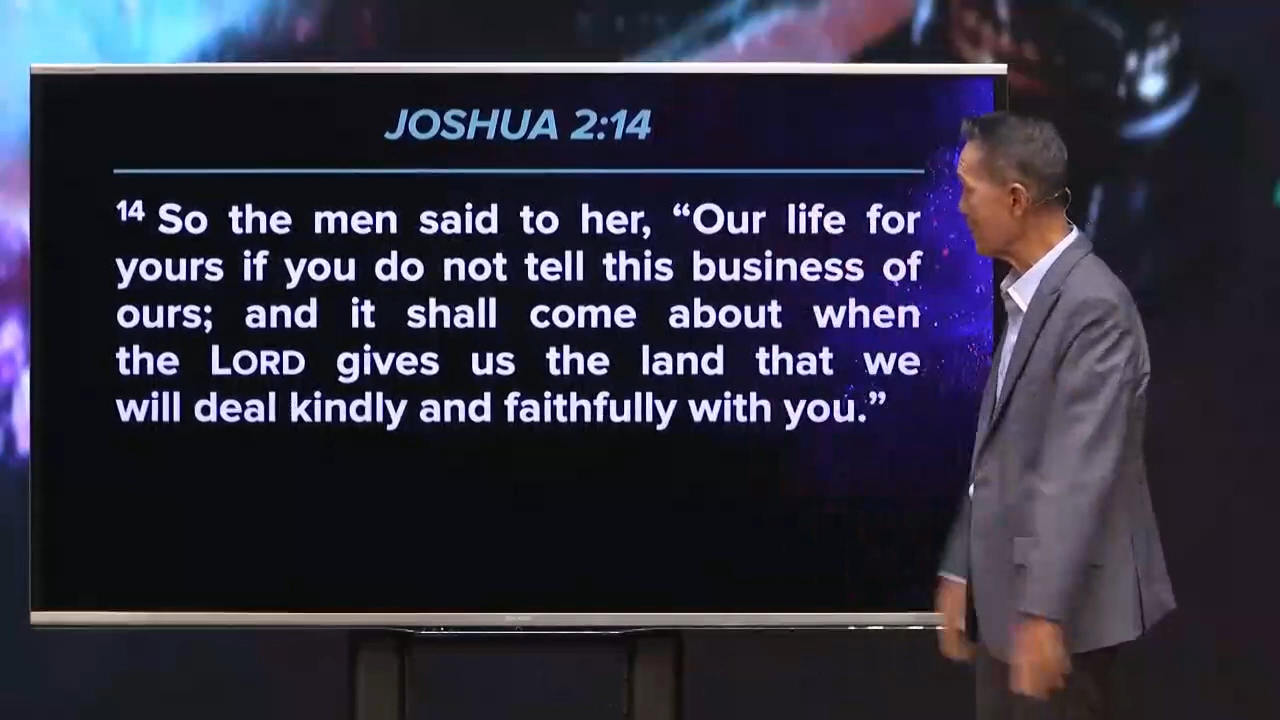 JOSHUA 2:14
14 So the men said to her, “Our life for
yours if you do not tell this business of
ours; and it shall come about when
the LORD gives us the land that we
will deal kindly and faithfully with you.”